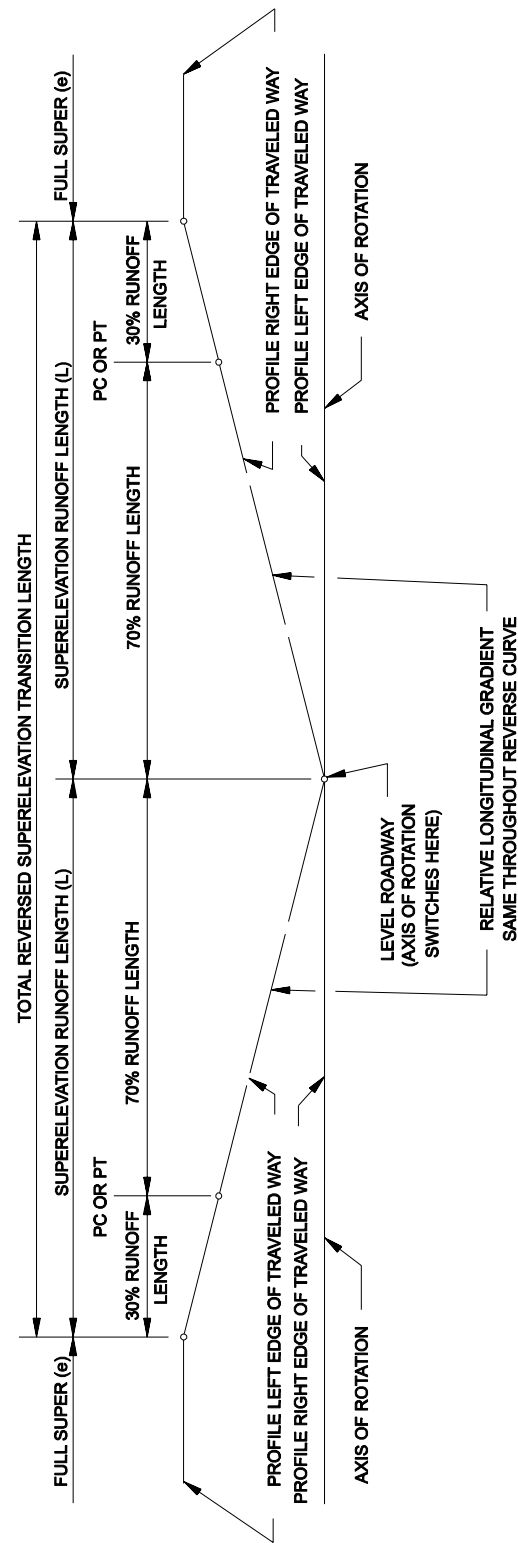 TOTAL REVERSED SUPERELEVATION TRANSITION LENGTH
FULL SUPER (e)
SUPERELEVATION RUNOFF LENGTH (L)
SUPERELEVATION RUNOFF LENGTH (L)
FULL SUPER (e)
PC OR PT
PC OR PT
30% RUNOFF
LENGTH
70% RUNOFF LENGTH
70% RUNOFF LENGTH
30% RUNOFF
LENGTH
PROFILE LEFT EDGE OF TRAVELED WAY
PROFILE RIGHT EDGE OF TRAVELED WAY
PROFILE RIGHT EDGE OF TRAVELED WAY
PROFILE LEFT EDGE OF TRAVELED WAY
AXIS OF ROTATION
LEVEL ROADWAY
(AXIS OF ROTATION
SWITCHES HERE)
AXIS OF ROTATION
RELATIVE LONGITUDINAL GRADIENT
SAME THROUGHOUT REVERSE CURVE